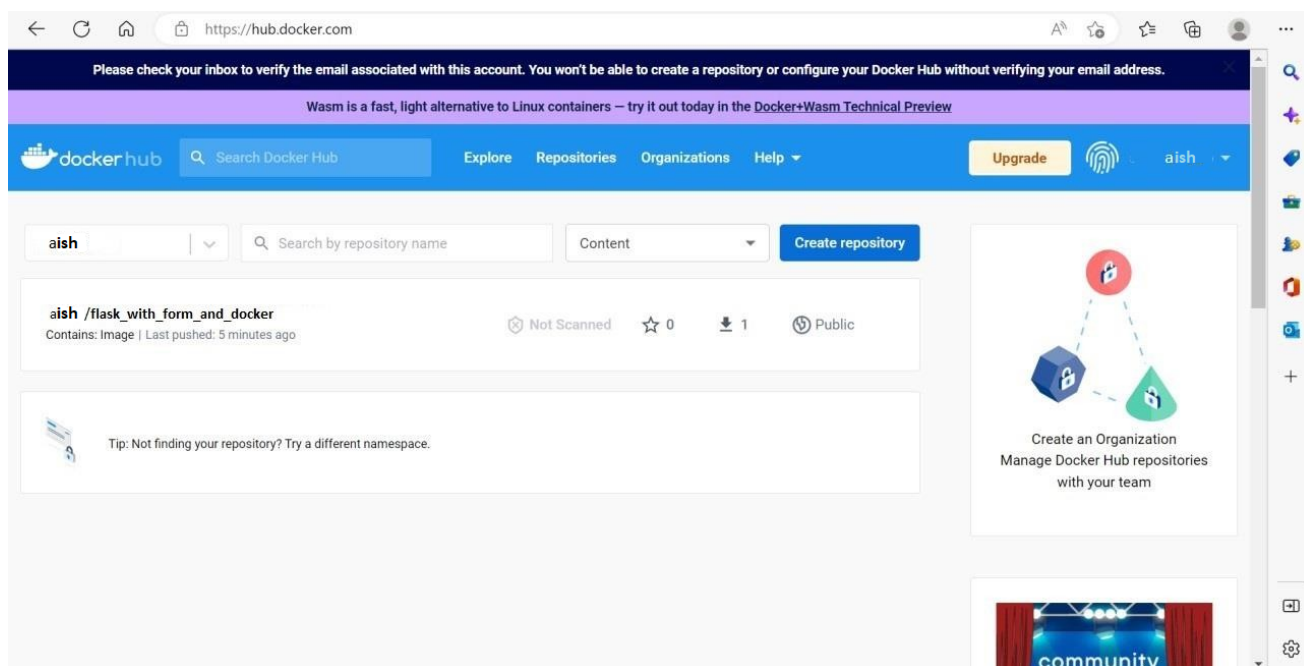 https://hub.docker.com
Please check your inbox to verify the email associated with this account. You won't be able to create a repository or configure your Docker Hub without verifying your email address.
Wasm is a fast, light alternative to Linux containers – try it out today in the Docker+Wasm Technical Preview
dockerhub Search Docker Hub Explore Repositories Organizations Help Upgrade aish
aish Search by repository name Content Create repository
aish /flask_with_form_and_docker
Contains: Image | Last pushed: 5 minutes ago
Not Scanned 0 1 Public
Tip: Not finding your repository? Try a different namespace.
Create an Organization
Manage Docker Hub repositories
with your team
community